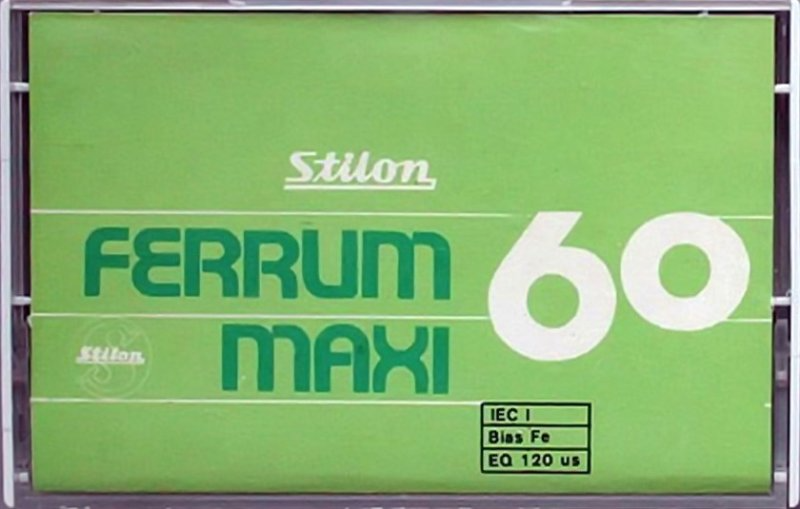 Stilon
FERRUM
MAXI
60
Stilon
IEC I
Bias Fe
EQ 120 us